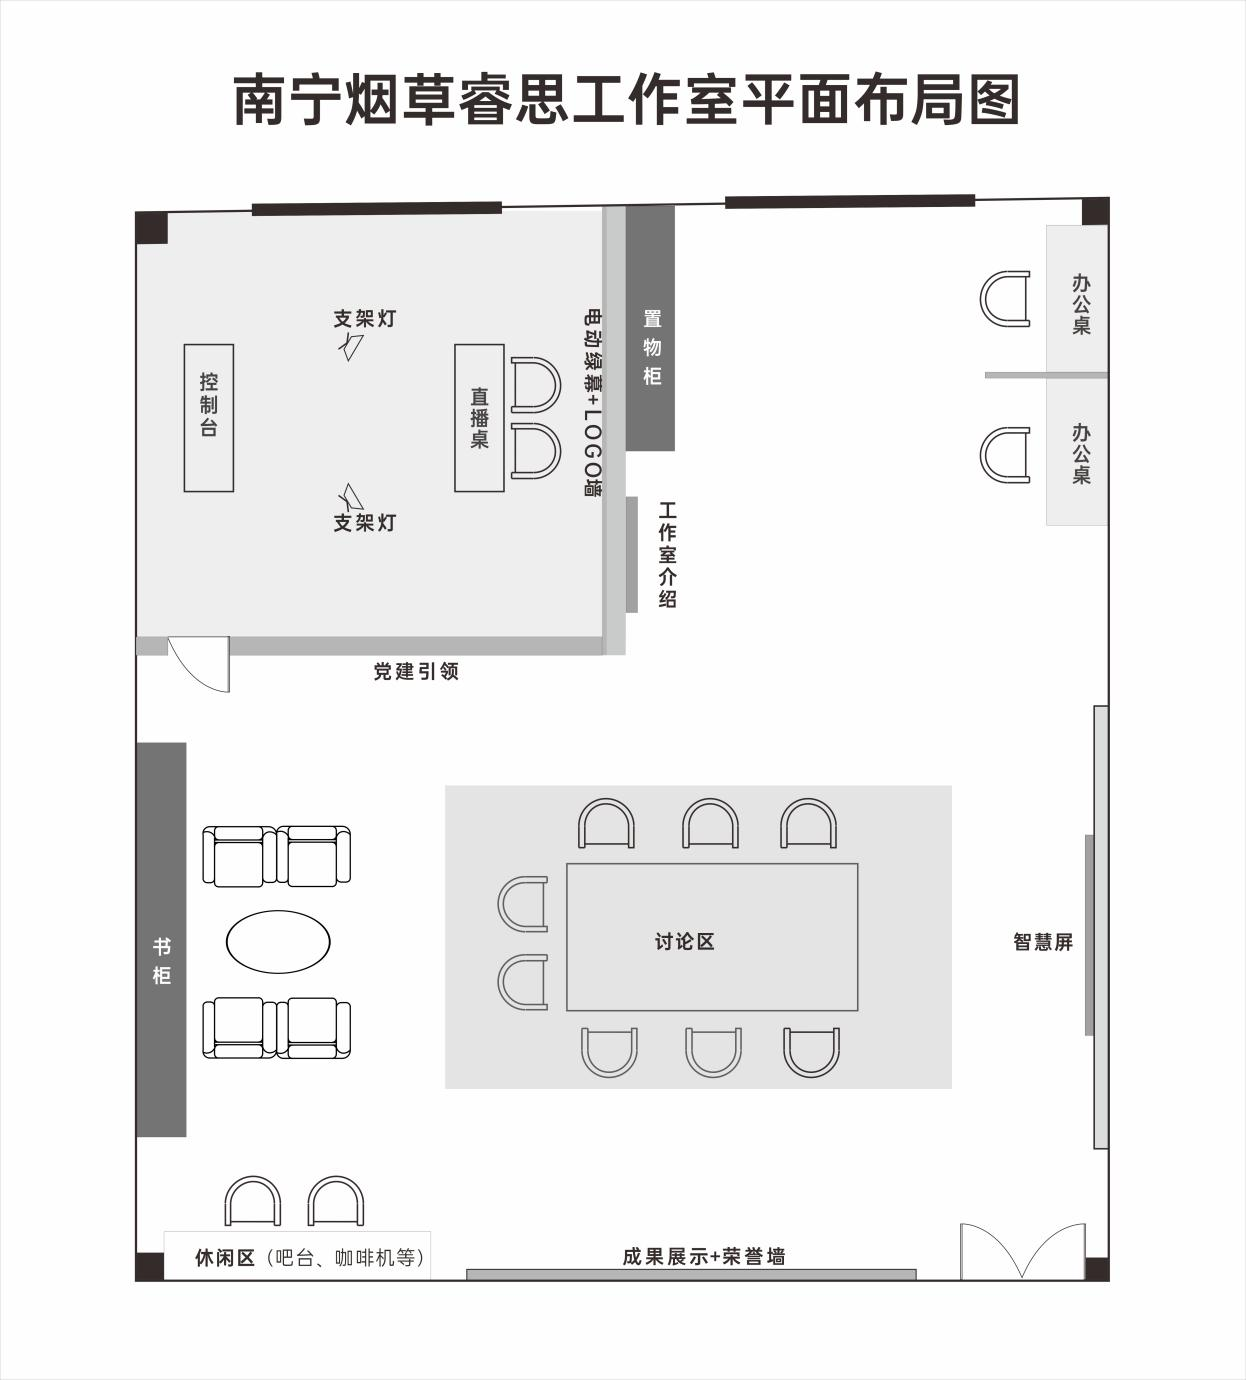 南宁烟草睿思工作室平面布局图
支架灯
控制台
直播桌
支架灯
电动绿幕+LOGO墙
置物柜
工作室介绍
办公桌
办公桌
党建引领
书柜
讨论区
智慧屏
休闲区（吧台、咖啡机等）
成果展示+荣誉墙